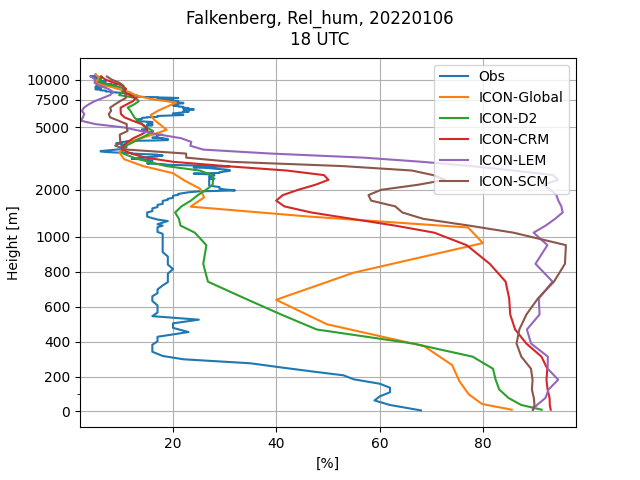 Falkenberg, Rel_hum, 20220106
18 UTC
Obs
ICON-Global
ICON-D2
ICON-CRM
ICON-LEM
ICON-SCM
Height [m]
10000
7500
5000
2000
1000
800
600
400
200
0
20 40 60 80
[%]